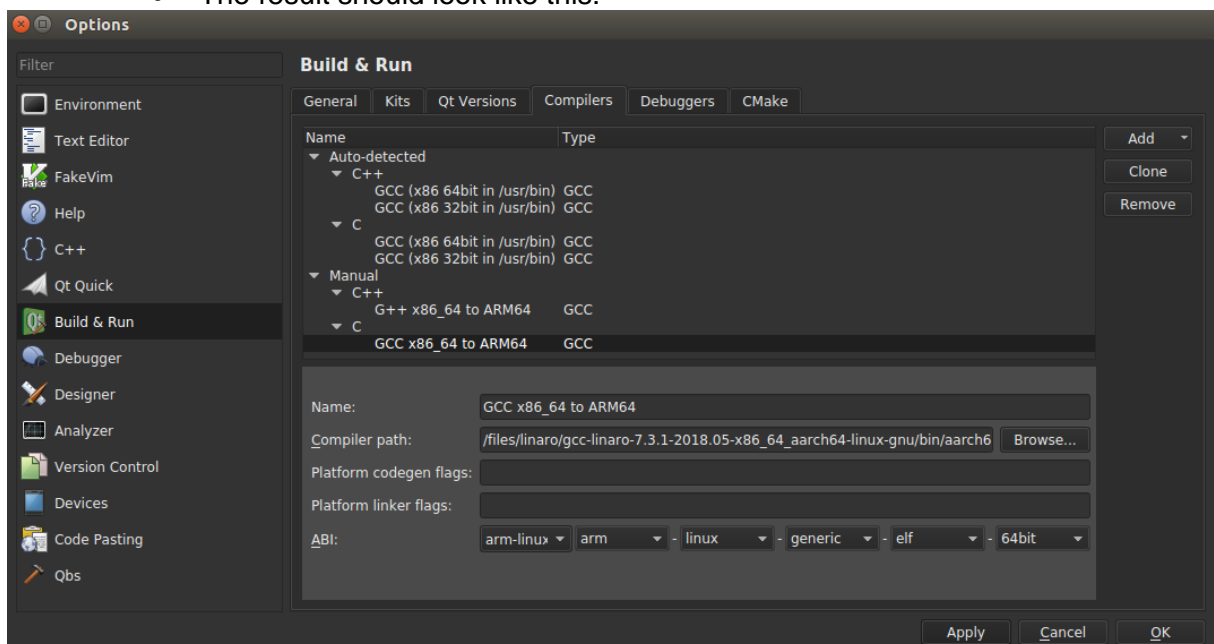 The result should look like this:
Options
Filter
Build & Run
Environment
Text Editor
FakeVim
Help
C++
Qt Quick
Build & Run
Debugger
Designer
Analyzer
Version Control
Devices
Code Pasting
Qbs
General Kits Qt Versions Compilers Debuggers CMake
Name Type
Auto-detected
C++
GCC (x86 64bit in /usr/bin) GCC
GCC (x86 32bit in /usr/bin) GCC
C
GCC (x86 64bit in /usr/bin) GCC
GCC (x86 32bit in /usr/bin) GCC
Manual
C++
G++ x86_64 to ARM64 GCC
C
GCC x86_64 to ARM64 GCC
Add
Clone
Remove
Name: GCC x86_64 to ARM64
Compiler path: /files/linaro/gcc-linaro-7.3.1-2018.05-x86_64_aarch64-linux-gnu/bin/aarch6 Browse...
Platform codegen flags:
Platform linker flags:
ABI: arm-linux arm - linux - generic - elf - 64bit
Apply Cancel OK